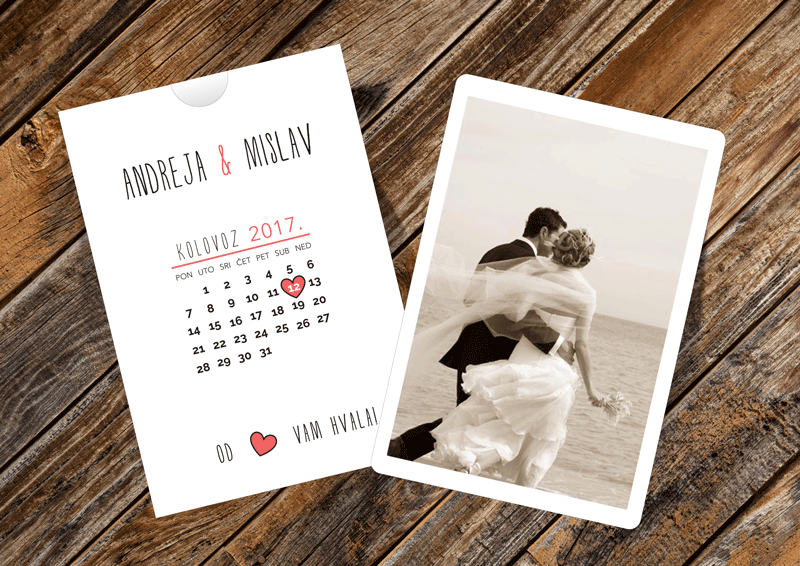 ANDREJA & MISLAV
KOLOVOZ 2017.
PON UTO SRI ČET PET SUB NED
1 2 3 4 5 6
7 8 9 10 11 12 13
14 15 16 17 18 19 20
21 22 23 24 25 26 27
28 29 30 31
OD VAM HVALA!